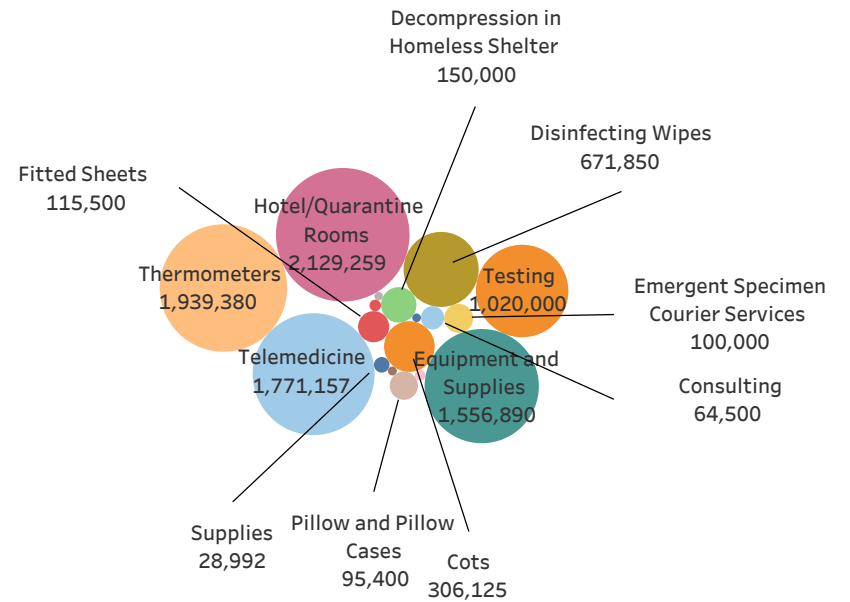 Decompression in
Homeless Shelter
150,000
Disinfecting Wipes
671,850
Fitted Sheets
115,500
Hotel/Quarantine
Rooms
2,129,259
Thermometers
1,939,380
Testing
1,020,000
Emergent Specimen
Courier Services
100,000
Telemedicine
1,771,157
Equipment and
Supplies
1,556,890
Consulting
64,500
Supplies
28,992
Pillow and Pillow
Cases
95,400
Cots
306,125